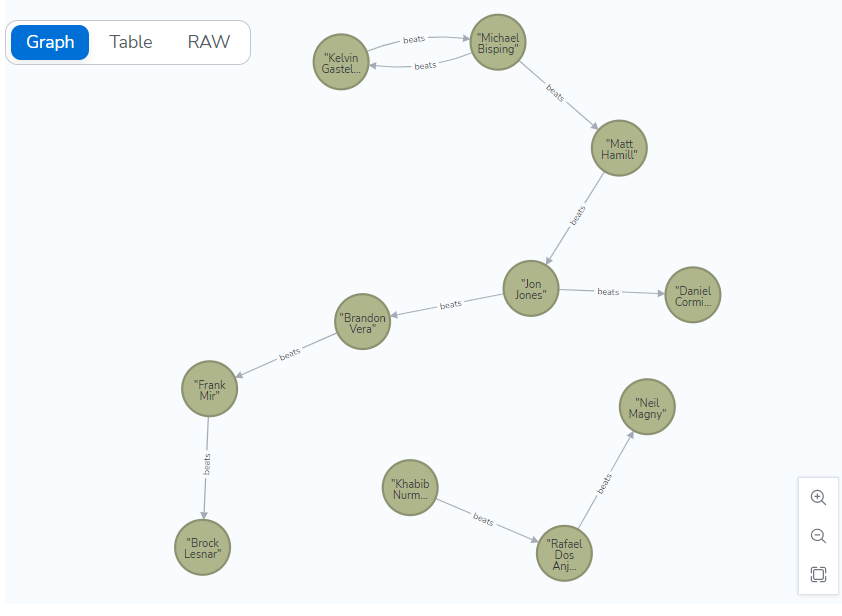 Graph Table RAW
"Kelvin
Gastel...
beats
beats
"Michael
Bisping"
beats
"Matt
Hamill"
beats
"Jon
Jones"
beats
"Daniel
Cormi...
beats
"Brandon
Vera"
beats
"Frank
Mir"
beats
"Brock
Lesnar"
"Khabib
Nurm...
beats
"Rafael
Dos
Anj...
beats
"Neil
Magny"